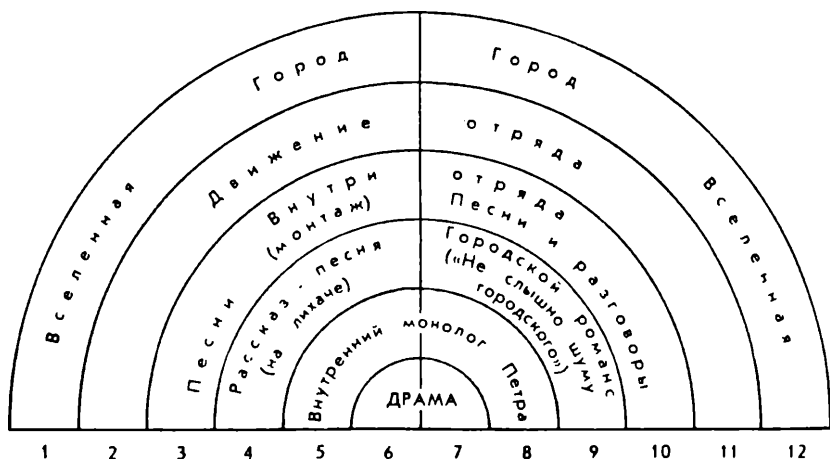 Вселенная Город
Город Вселенная
Движение
отряда
Песни Внутри
(монтаж)
отряда
Песни и разговоры
Рассказ-песня
(на лихаче)
Городской романс
(«Не слышно шуму
городского»)
Внутренний монолог Петра
ДРАМА
1 2 3 4 5 6 7 8 9 10 11 12